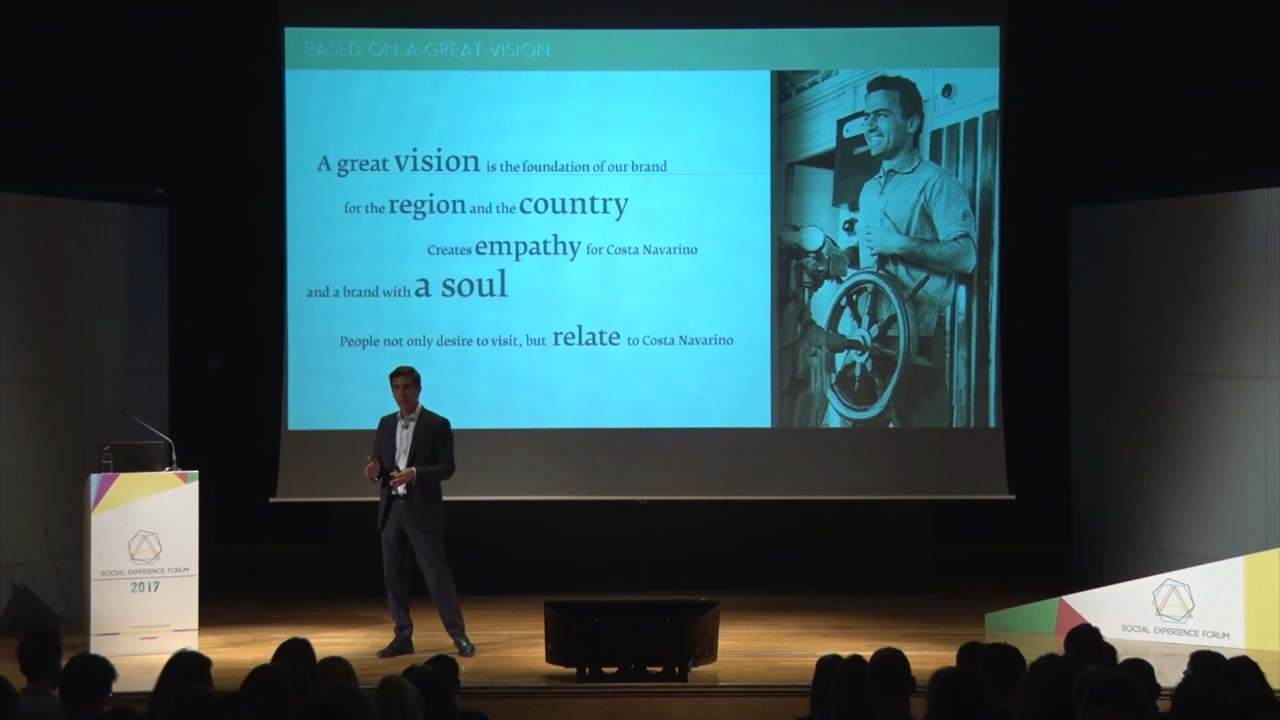 BASED ON A GREAT VISION
A great vision is the foundation of our brand
for the region and the country
Creates empathy for Costa Navarino
and a brand with a soul
People not only desire to visit, but relate to Costa Navarino
SOCIAL EXPERIENCE FORUM
2017
SOCIAL EXPERIENCE FORUM